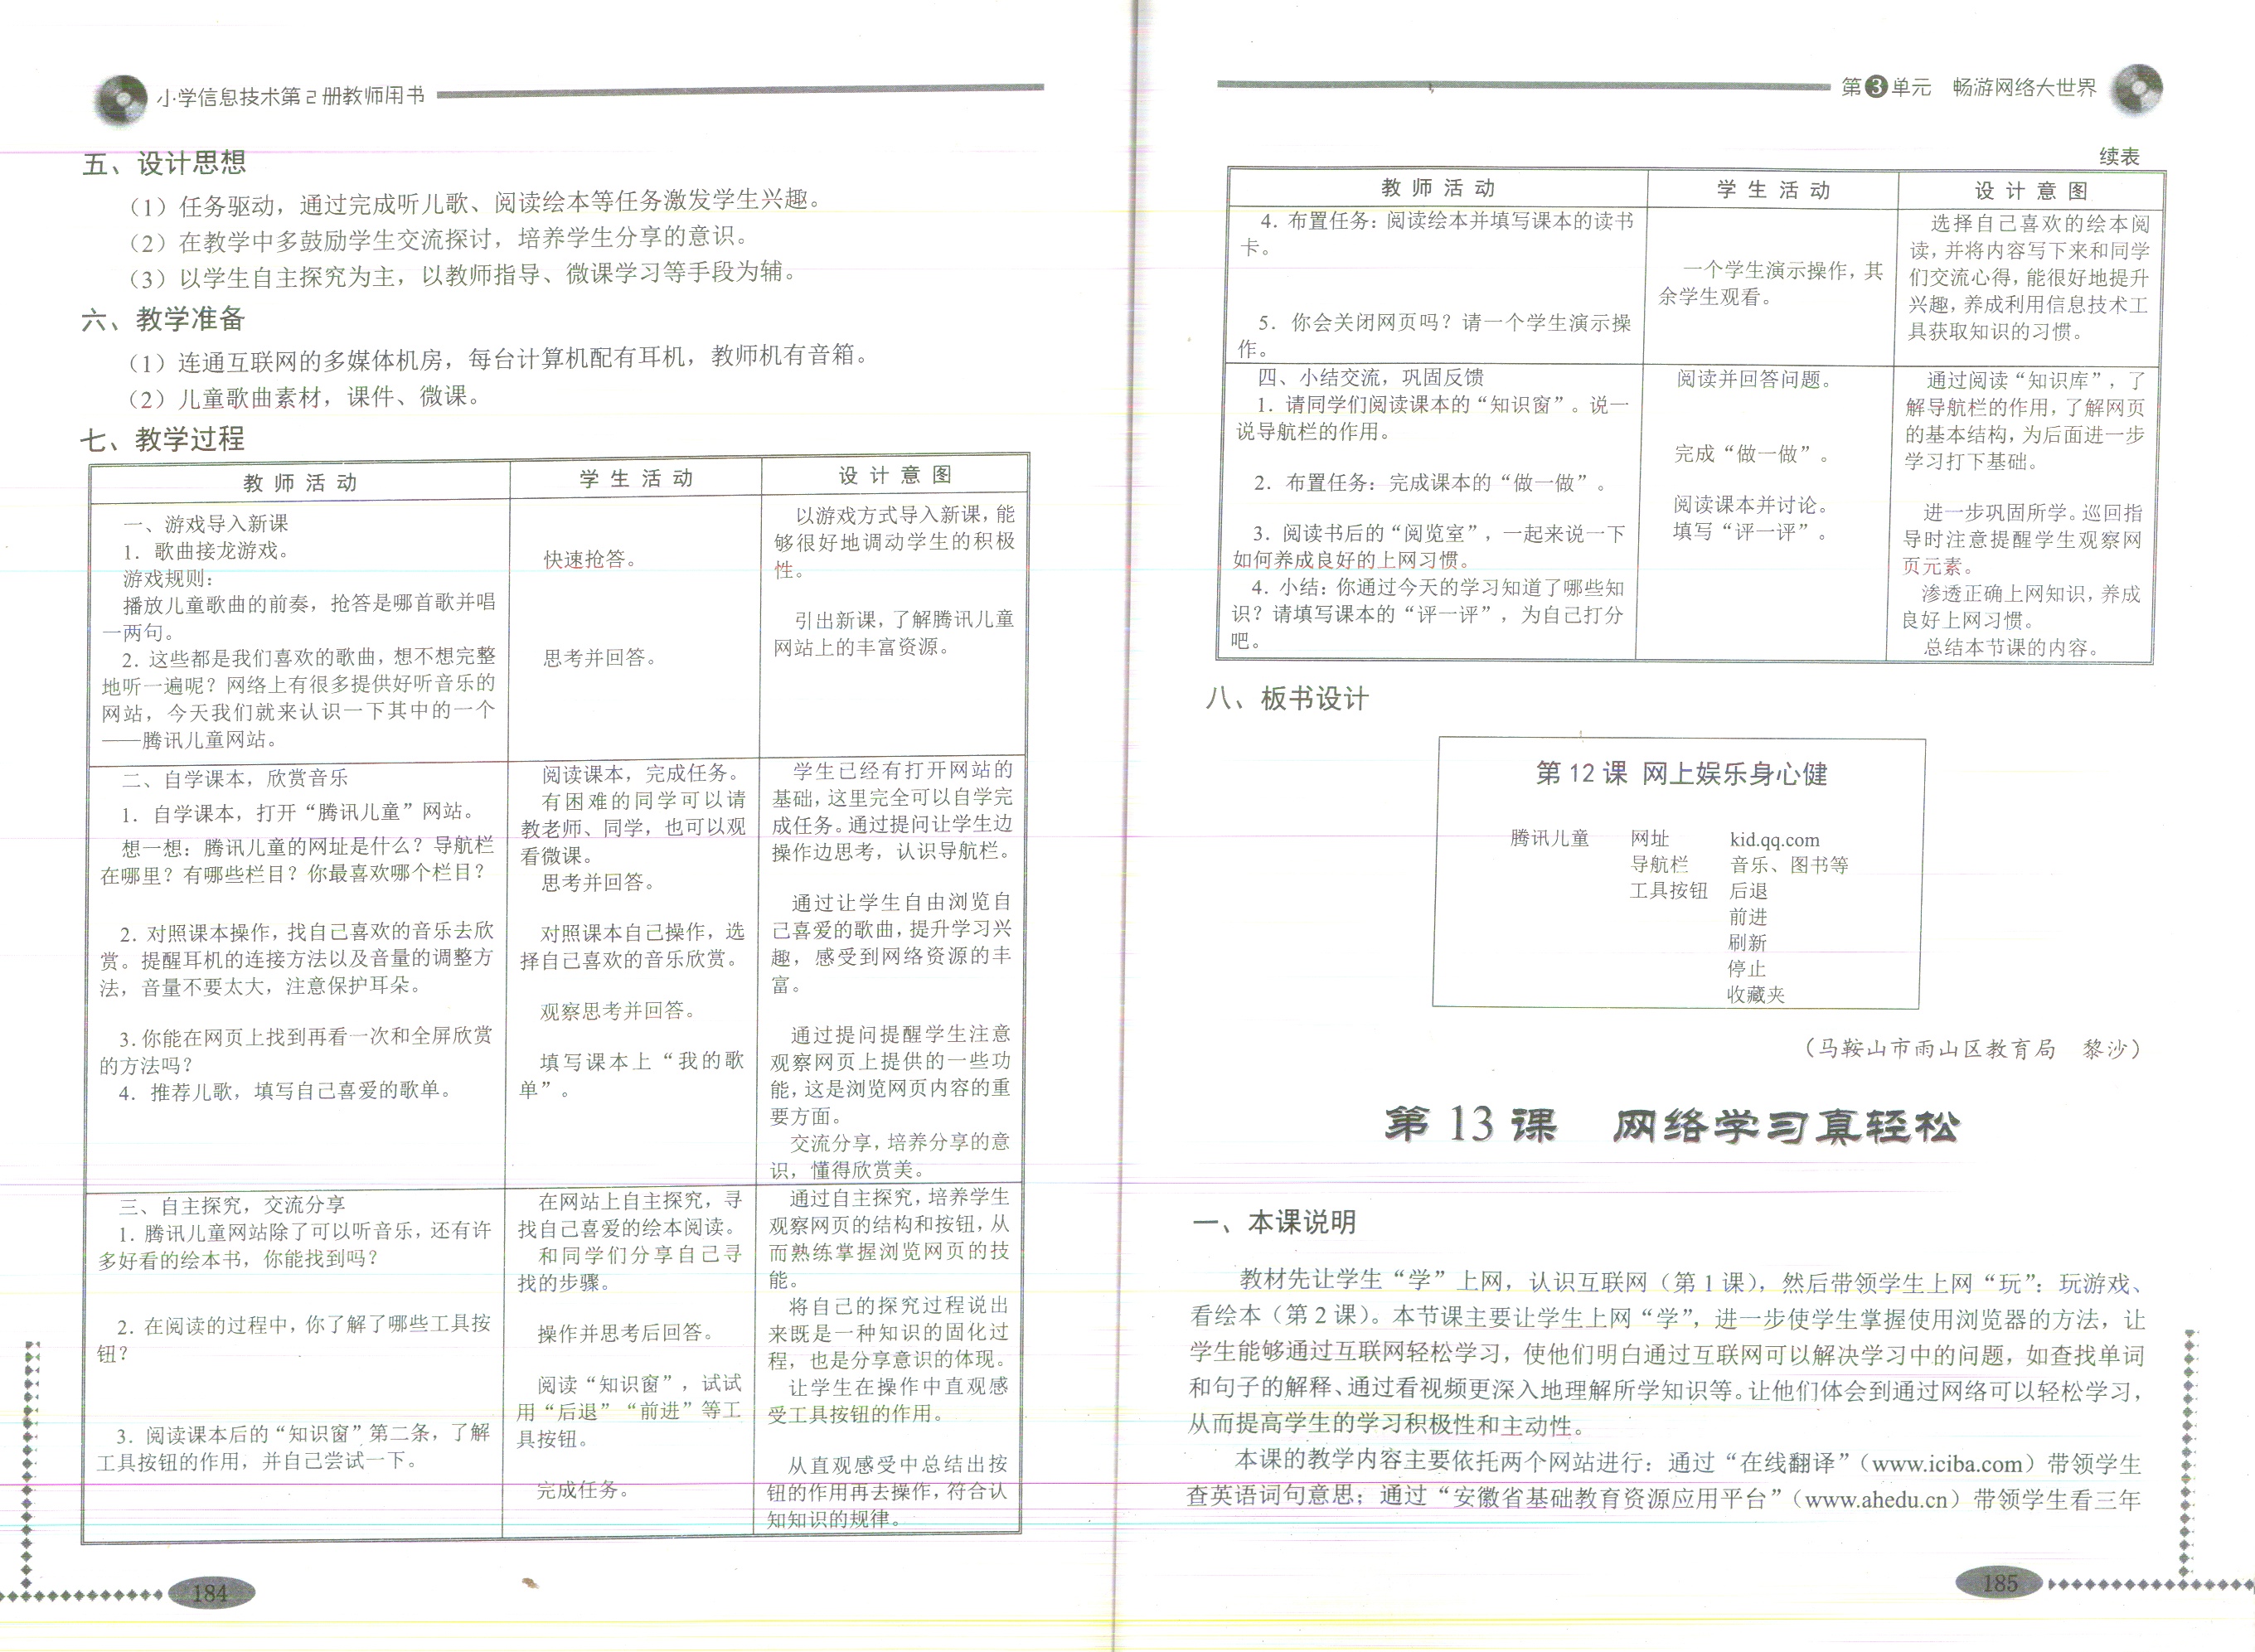 小学信息技术第2册教师用书
五、设计思想
（1）任务驱动，通过完成听儿歌、阅读绘本等任务激发学生兴趣。
（2）在教学中多鼓励学生交流探讨，培养学生分享的意识。
（3）以学生自主探究为主，以教师指导、微课学习等手段为辅。
六、教学准备
（1）连通互联网的多媒体机房，每台计算机配有耳机，教师机有音箱。
（2）儿童歌曲素材，课件、微课。
七、教学过程
教 师 活 动
学 生 活 动
设 计 意 图
一、游戏导入新课
1. 歌曲接龙游戏。
游戏规则：
播放儿童歌曲的前奏，抢答是哪首歌并唱
一两句。
2. 这些都是我们喜欢的歌曲，想不想完整
地听一遍呢？网络上有很多提供好听音乐的
网站，今天我们就来认识一下其中的一个
——腾讯儿童网站。
快速抢答。
思考并回答。
以游戏方式导入新课，能
够很好地调动学生的积极
性。
引出新课，了解腾讯儿童
网站上的丰富资源。
二、自学课本，欣赏音乐
1. 自学课本，打开“腾讯儿童”网站。
想一想：腾讯儿童的网址是什么？导航栏
在哪里？有哪些栏目？你最喜欢哪个栏目？
2. 对照课本操作，找自己喜欢的音乐去欣
赏。提醒耳机的连接方法以及音量的调整方
法，音量不要太大，注意保护耳朵。
3. 你能在网页上找到再看一次和全屏欣赏
的方法吗？
4. 推荐儿歌，填写自己喜爱的歌单。
阅读课本，完成任务。
有困难的同学可以请
教老师、同学，也可以观
看微课。
思考并回答。
对照课本自己操作，选
择自己喜欢的音乐欣赏。
观察思考并回答。
填写课本上“我的歌
单”。
学生已经有打开网站的
基础，这里完全可以自学完
成任务。通过提问让学生边
操作边思考，认识导航栏。
通过让学生自由浏览自
己喜爱的歌曲，提升学习兴
趣，感受到网络资源的丰
富。
通过提问提醒学生注意
观察网页上提供的一些功
能，这是浏览网页内容的重
要方面。
交流分享，培养分享的意
识，懂得欣赏美。
三、自主探究，交流分享
1. 腾讯儿童网站除了可以听音乐，还有许
多好看的绘本书，你能找到吗？
2. 在阅读的过程中，你了解了哪些工具按
钮？
3. 阅读课本后的“知识窗”第二条，了解
工具按钮的作用，并自己尝试一下。
在网站上自主探究，寻
找自己喜爱的绘本阅读。
和同学们分享自己寻
找的步骤。
操作并思考后回答。
阅读“知识窗”，试试
用“后退”“前进”等工
具按钮。
完成任务。
通过自主探究，培养学生
观察网页的结构和按钮，从
而熟练掌握浏览网页的技
能。
将自己的探究过程说出
来既是一种知识的固化过
程，也是分享意识的体现。
让学生在操作中直观感
受工具按钮的作用。
从直观感受中总结出按
钮的作用再去操作，符合认
知知识的规律。
184
第3单元 畅游网络大世界
续表
教 师 活 动
学 生 活 动
设 计 意 图
4. 布置任务：阅读绘本并填写课本的读书
卡。
5. 你会关闭网页吗？请一个学生演示操
作。
一个学生演示操作，其
余学生观看。
选择自己喜欢的绘本阅
读，并将内容写下来和同学
们交流心得，能很好地提升
兴趣，养成利用信息技术工
具获取知识的习惯。
四、小结交流，巩固反馈
1. 请同学们阅读课本的“知识窗”。说一
说导航栏的作用。
2. 布置任务：完成课本的“做一做”。
3. 阅读书后的“阅览室”，一起来说一下
如何养成良好的上网习惯。
4. 小结：你通过今天的学习知道了哪些知
识？请填写课本的“评一评”，为自己打分
吧。
阅读并回答问题。
完成“做一做”。
阅读课本并讨论。
填写“评一评”。
通过阅读“知识库”，了
解导航栏的作用，了解网页
的基本结构，为后面进一步
学习打下基础。
进一步巩固所学。巡回指
导时注意提醒学生观察网
页元素。
渗透正确上网知识，养成
良好上网习惯。
总结本节课的内容。
八、板书设计
第 12 课 网上娱乐身心健
腾讯儿童 网址 kid.qq.com
导航栏 音乐、图书等
工具按钮 后退
前进
刷新
停止
收藏夹
（马鞍山市雨山区教育局 黎沙）
第 13 课 网络学习真轻松
一、本课说明
教材先让学生“学”上网，认识互联网（第 1 课），然后带领学生上网“玩”：玩游戏、
看绘本（第 2 课）。本节课主要让学生上网“学”，进一步使学生掌握使用浏览器的方法，让
学生能够通过互联网轻松学习，使他们明白通过互联网可以解决学习中的问题，如查找单词
和句子的解释、通过看视频更深入地理解所学知识等。让他们体会到通过网络可以轻松学习，
从而提高学生的学习积极性和主动性。
本课的教学内容主要依托两个网站进行：通过“在线翻译”（www.iciba.com）带领学生
查英语词句意思；通过“安徽省基础教育资源应用平台”（www.ahedu.cn）带领学生看三年
185